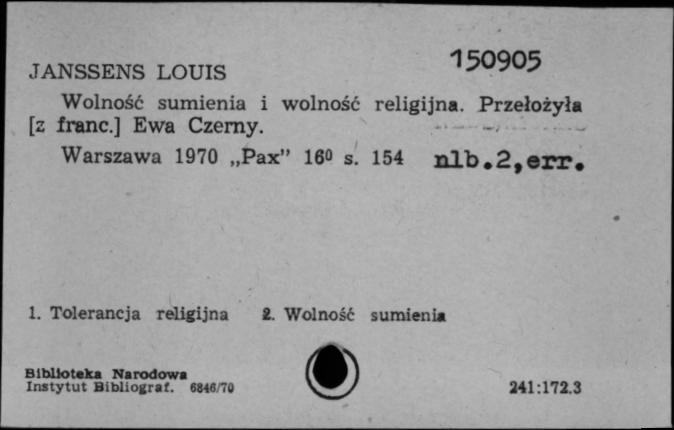 150905
JANSSENS LOUIS
Wolność sumienia i wolność religijna. Przełożyła
[z franc.] Ewa Czerny.
Warszawa 1970 „Pax” 16⁰ s. 154 nlb.2,err.
1. Tolerancja religijna 2. Wolność sumienia
Biblioteka Narodowa
Instytut Bibliograf. 6846/70
241:172.3